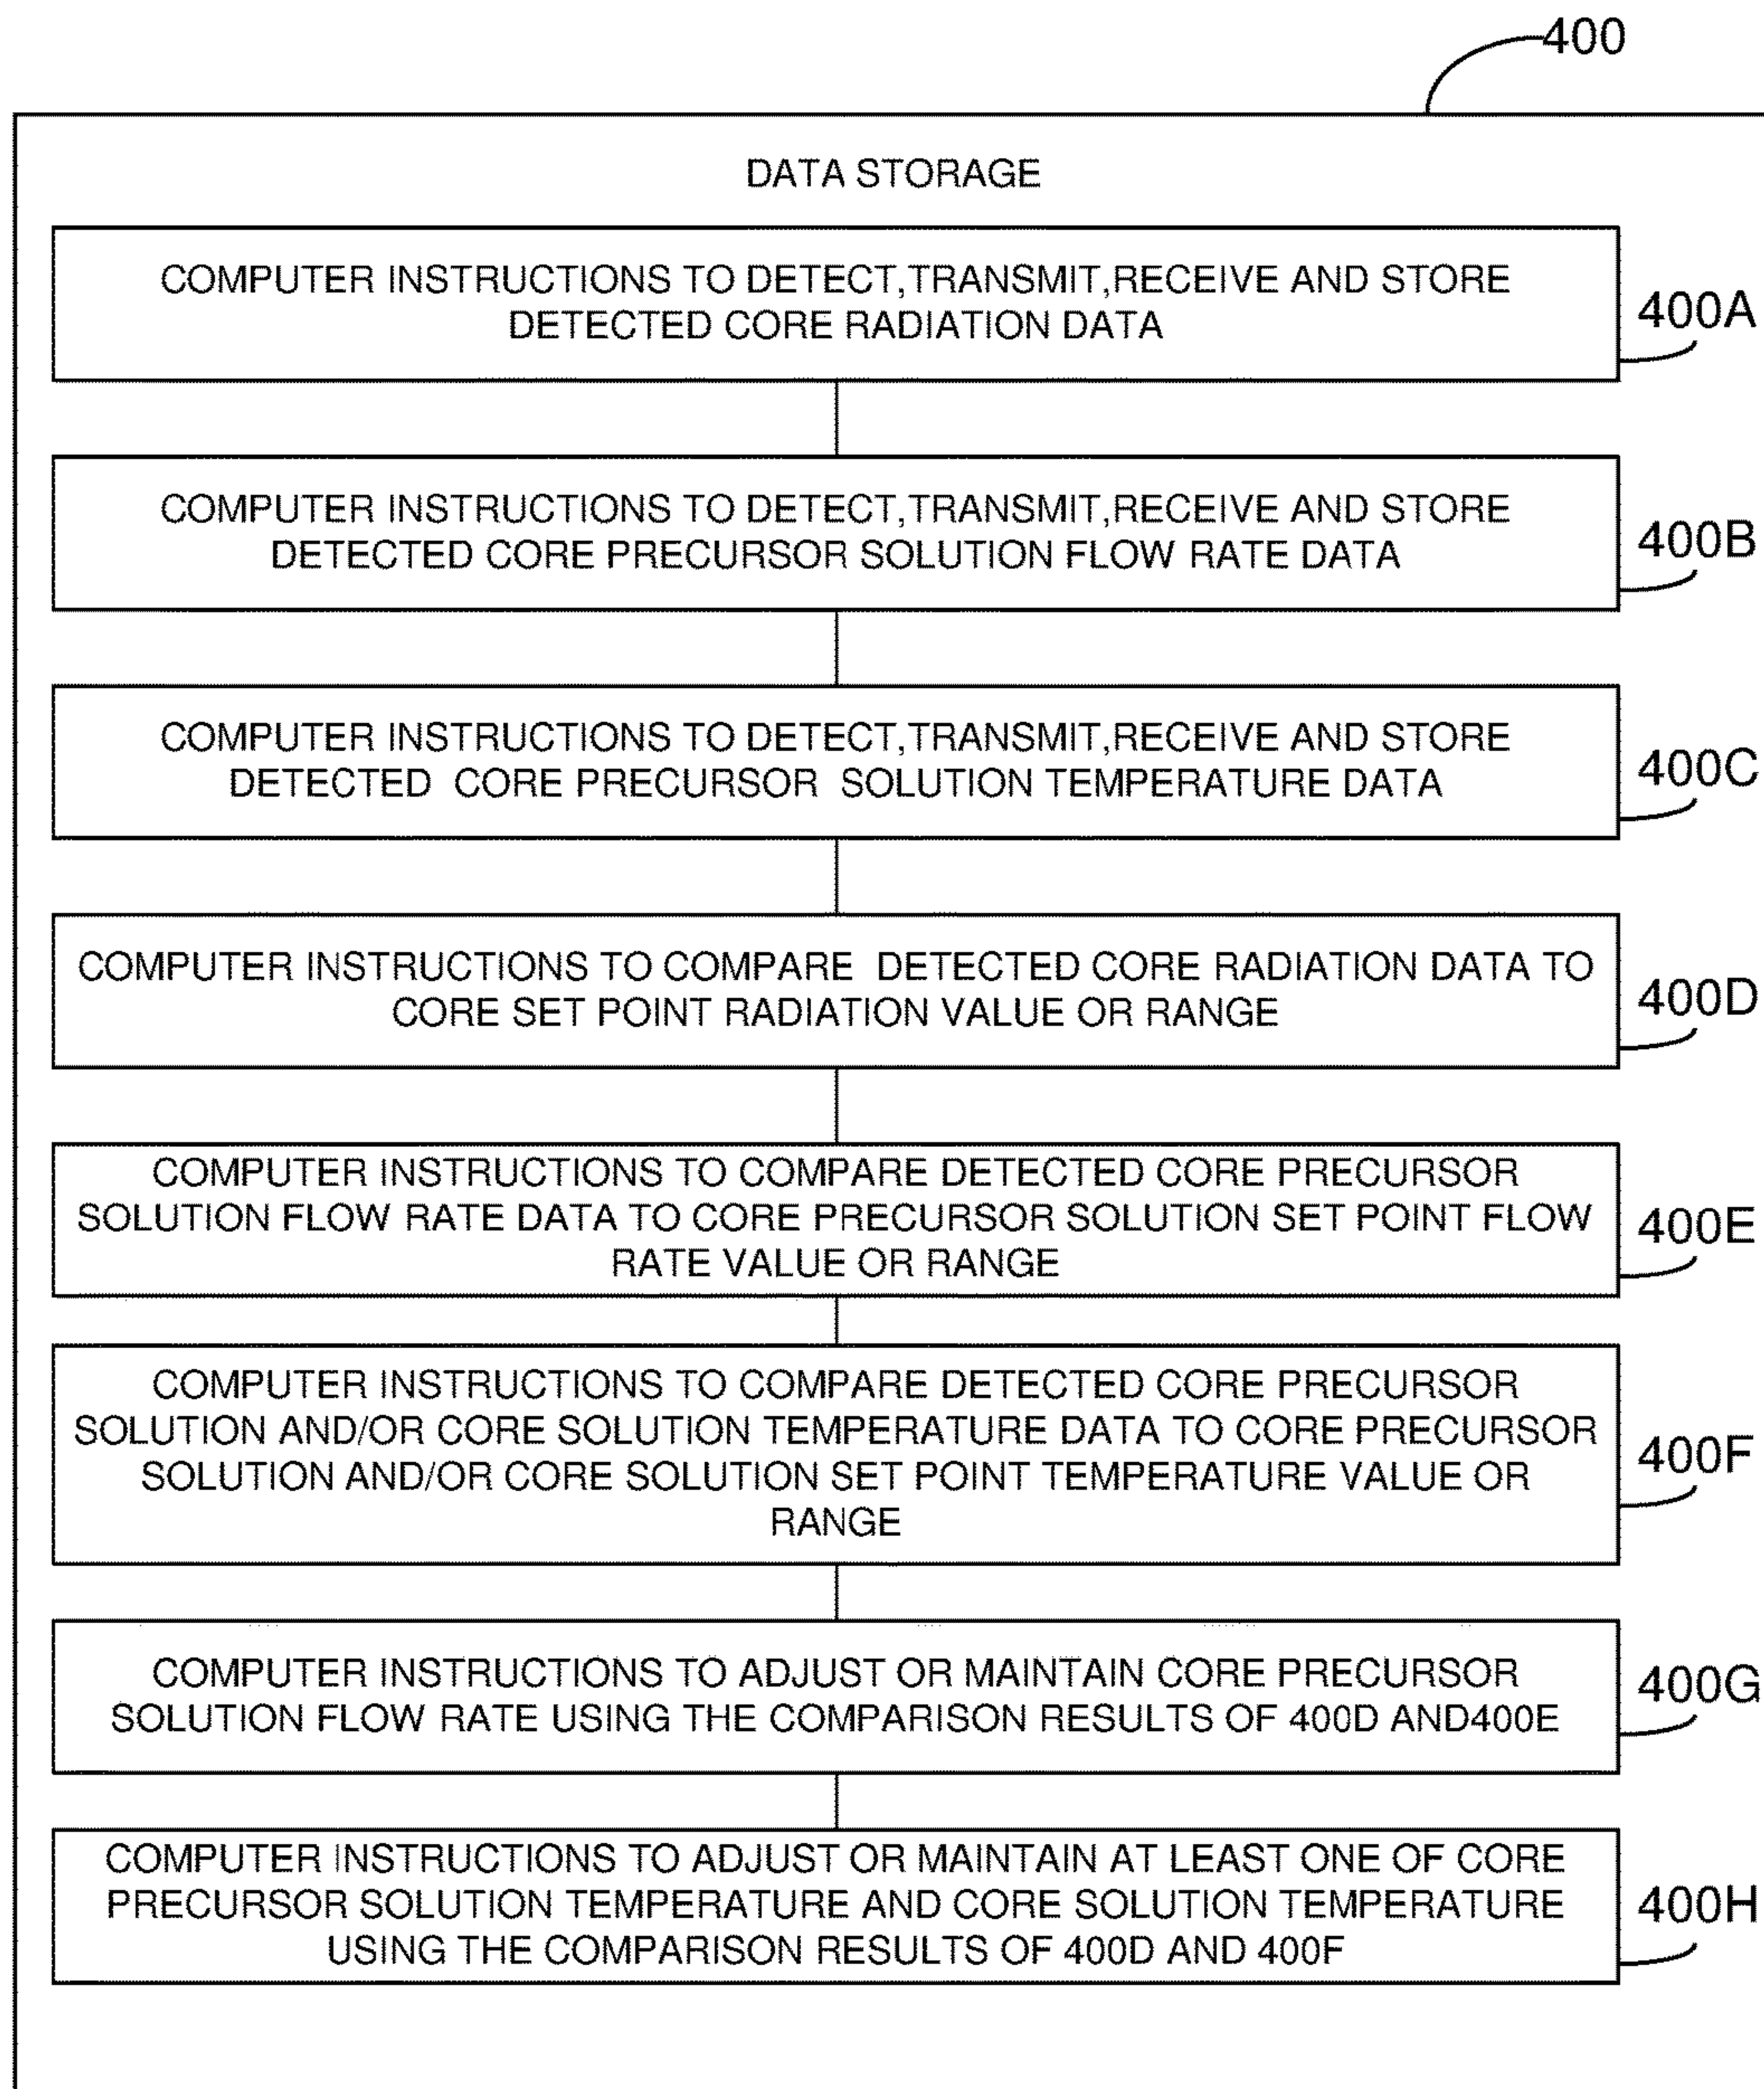 400
DATA STORAGE
COMPUTER INSTRUCTIONS TO DETECT,TRANSMIT,RECEIVE AND STORE
DETECTED CORE RADIATION DATA
400A
COMPUTER INSTRUCTIONS TO DETECT,TRANSMIT,RECEIVE AND STORE
DETECTED CORE PRECURSOR SOLUTION FLOW RATE DATA
400B
COMPUTER INSTRUCTIONS TO DETECT,TRANSMIT,RECEIVE AND STORE
DETECTED CORE PRECURSOR SOLUTION TEMPERATURE DATA
400C
COMPUTER INSTRUCTIONS TO COMPARE DETECTED CORE RADIATION DATA TO
CORE SET POINT RADIATION VALUE OR RANGE
400D
COMPUTER INSTRUCTIONS TO COMPARE DETECTED CORE PRECURSOR
SOLUTION FLOW RATE DATA TO CORE PRECURSOR SOLUTION SET POINT FLOW
RATE VALUE OR RANGE
400E
COMPUTER INSTRUCTIONS TO COMPARE DETECTED CORE PRECURSOR
SOLUTION AND/OR CORE SOLUTION TEMPERATURE DATA TO CORE PRECURSOR
SOLUTION AND/OR CORE SOLUTION SET POINT TEMPERATURE VALUE OR
RANGE
400F
COMPUTER INSTRUCTIONS TO ADJUST OR MAINTAIN CORE PRECURSOR
SOLUTION FLOW RATE USING THE COMPARISON RESULTS OF 400D AND400E
400G
COMPUTER INSTRUCTIONS TO ADJUST OR MAINTAIN AT LEAST ONE OF CORE
PRECURSOR SOLUTION TEMPERATURE AND CORE SOLUTION TEMPERATURE
USING THE COMPARISON RESULTS OF 400D AND 400F
400H